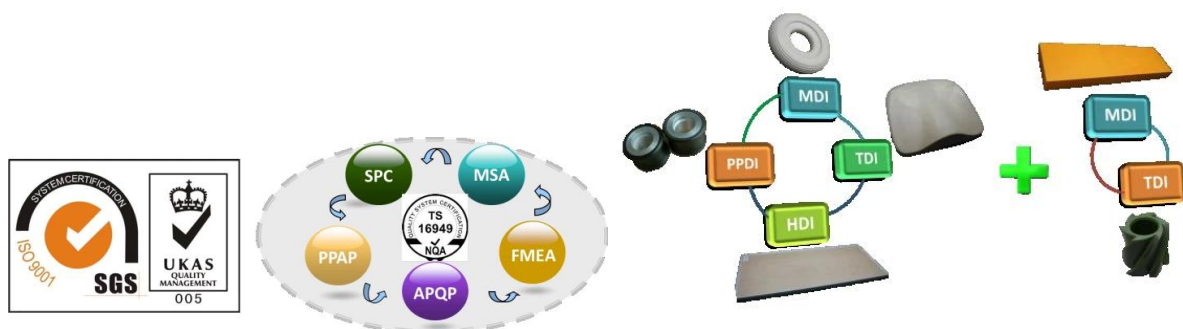 SYSTEM CERTIFICATION
ISO 9001
SGS
UKAS
QUALITY
MANAGEMENT
005
SPC
MSA
PPAP
FMEA
APQP
QUALITY SYSTEM CERTIFICATION
TS
16949
NQA
MDI
PPDI
TDI
HDI
MDI
TDI